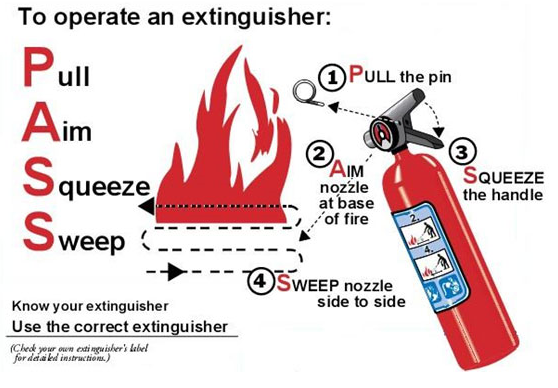 To operate an extinguisher:
Pull
Aim
Squeeze
Sweep
1 PULL the pin
2 AIM
nozzle
at base
of fire
3 SQUEEZE
the handle
4 SWEEP nozzle
side to side
2.
4.
Know your extinguisher
Use the correct extinguisher
(Check your own extinguisher's label
for detailed instructions.)